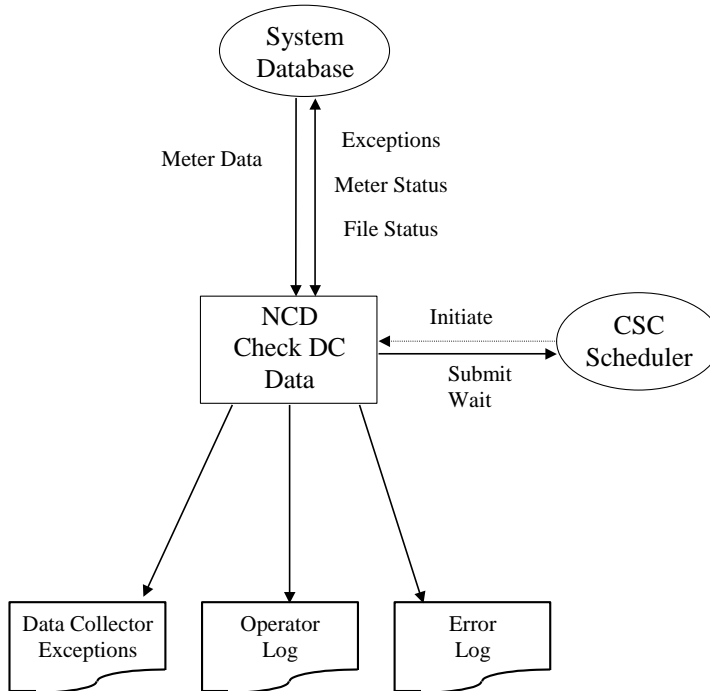 System
Database
Meter Data
Exceptions
Meter Status
File Status
NCD
Check DC
Data
Initiate
Submit
Wait
CSC
Scheduler
Data Collector
Exceptions
Operator
Log
Error
Log